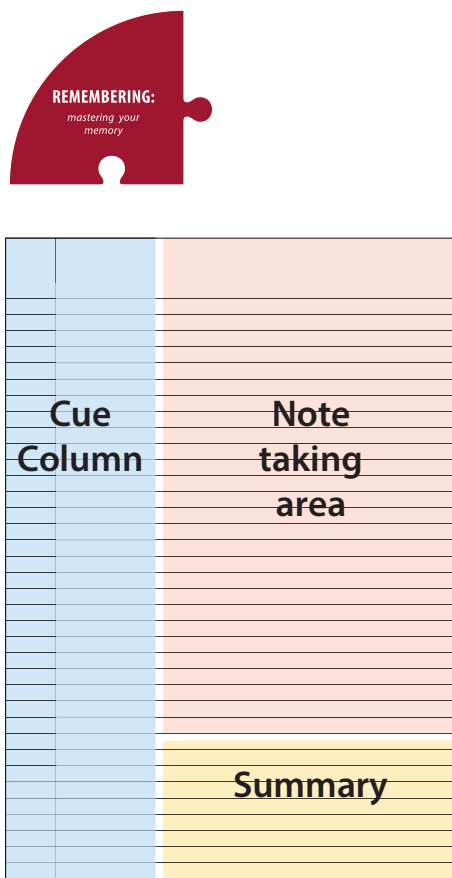 REMEMBERING:
mastering your
memory
Cue
Column
Note
taking
area
Summary